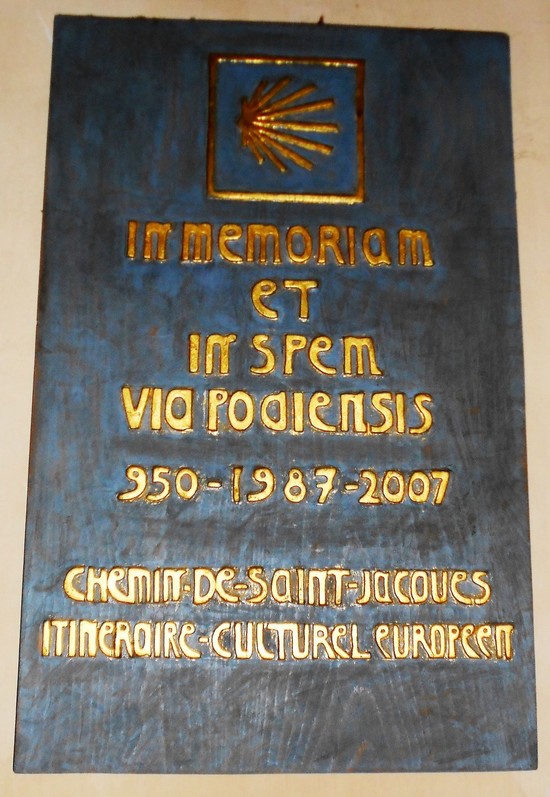 In memoriam
et
In spem
Via Podiensis
950-1987-2007
Chemin-de-Saint-Jacques
Itineraire-Culturel Europeen